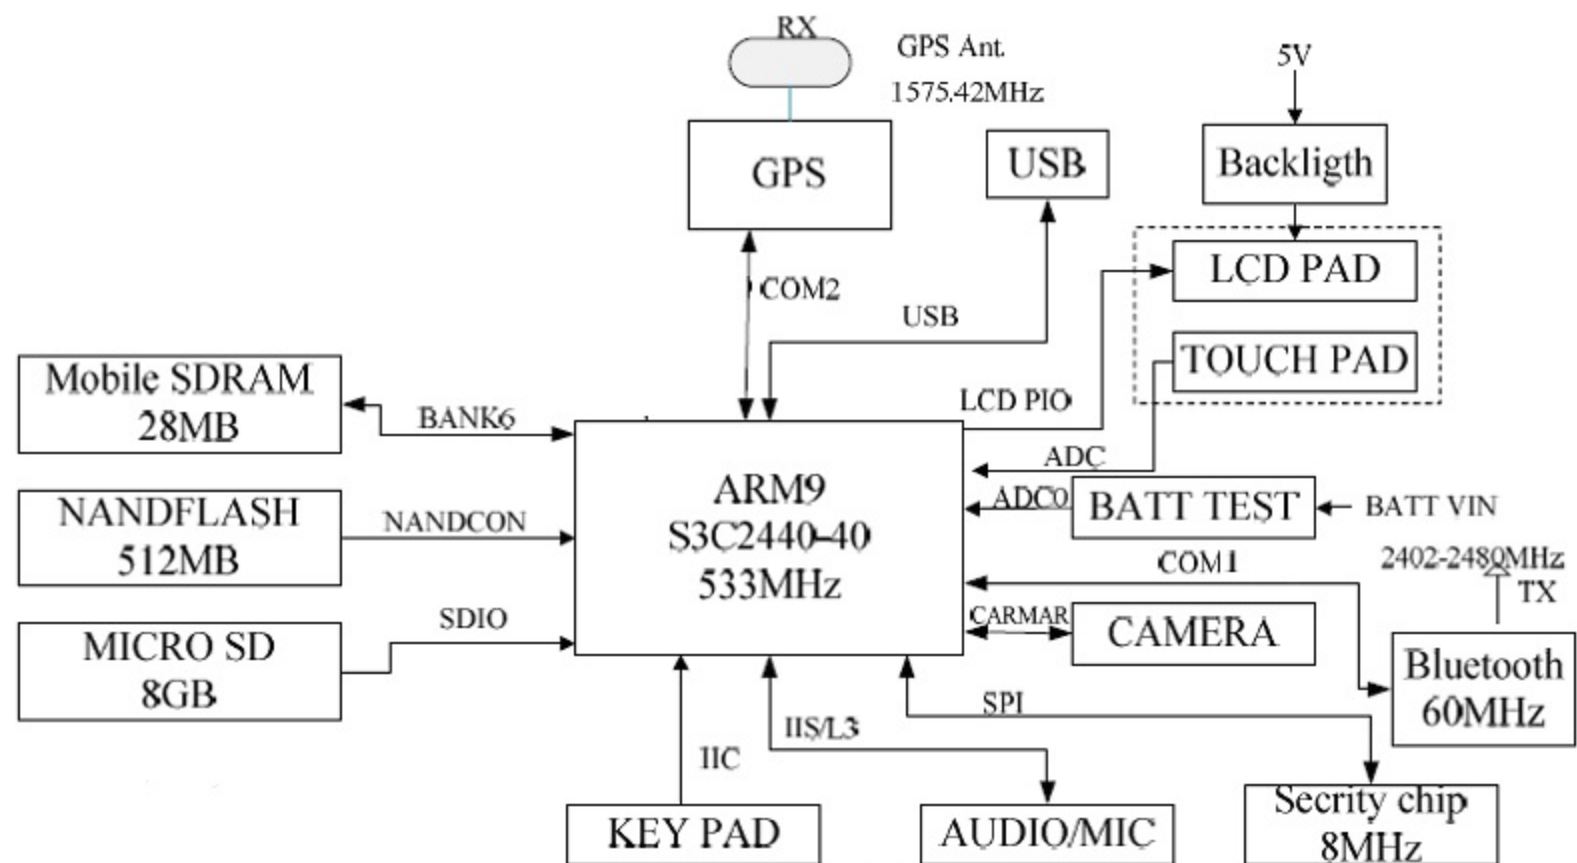 RX
GPS Ant.
1575.42MHz
5V
GPS
USB
Backligth
COM2
USB
LCD PAD
TOUCH PAD
Mobile SDRAM
28MB
BANK6
LCD PIO
ADC
NANDFLASH
512MB
NANDCON
ARM9
S3C2440-40
533MHz
ADC0
BATT TEST
BATT VIN
COM1
2402-2480MHz
TX
MICRO SD
8GB
SDIO
CARMAR
CAMERA
Bluetooth
60MHz
SPI
IIS/L3
IIC
KEY PAD
AUDIO/MIC
Secrity chip
8MHz